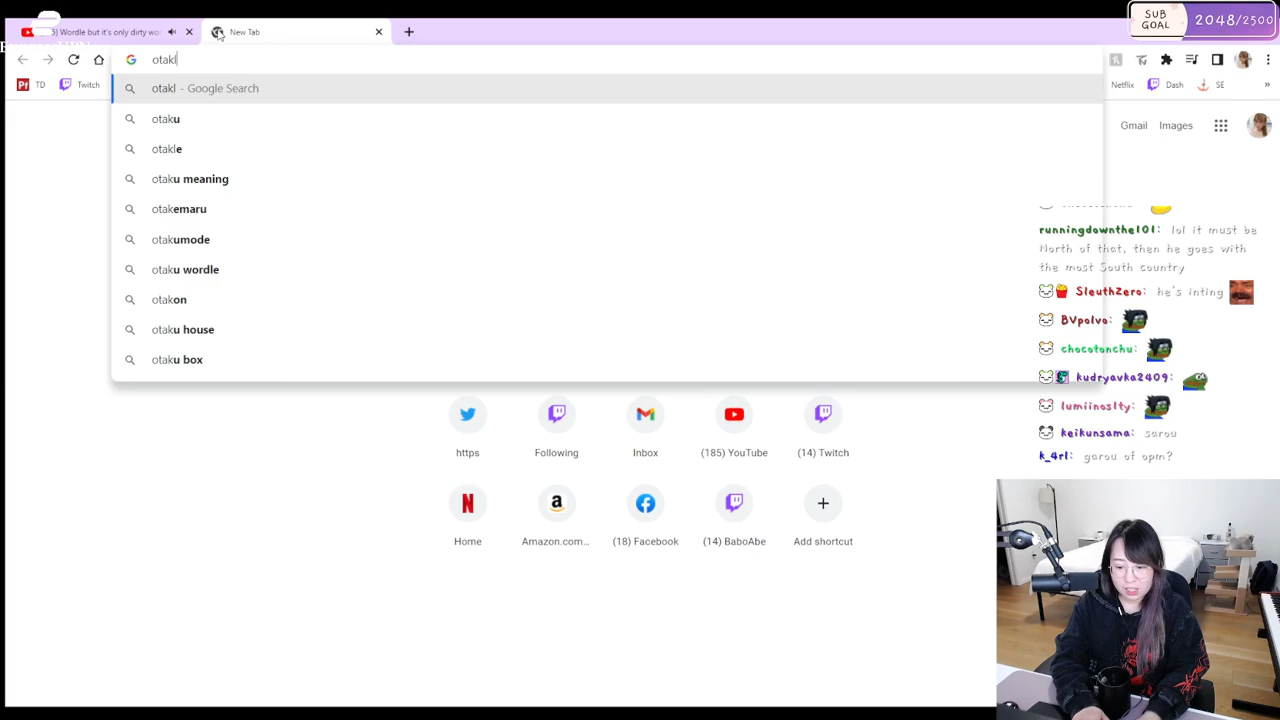 Wordle but it's only dirty wo
New Tab
SUB GOAL 2048/2500
otakl
TD
Twitch
Netflix
Dash
SE
»
otakl - Google Search
otaku
otakle
otaku meaning
otakemaru
otakumode
otaku wordle
otakon
otaku house
otaku box
Gmail
Images
runningdownthe101: lol it must be
North of that, then he goes with
the most South country
SleuthZero: he's inting
BVpolvo:
chocotonchu:
kudryavka2409:
lumiinos1ty:
keikunsama: sarou
k_4rl: garou of opm?
https
Following
Inbox
(185) YouTube
(14) Twitch
Home
Amazon.com...
(18) Facebook
(14) BaboAbe
Add shortcut